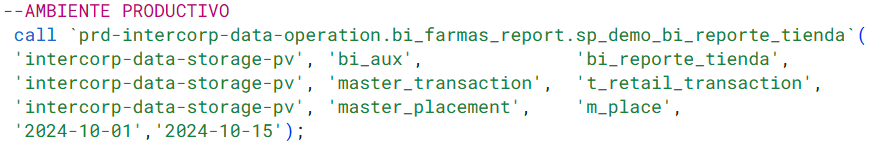 --AMBIENTE PRODUCTIVO
call `prd-intercorp-data-operation.bi_farmas_report.sp_demo_bi_reporte_tienda`(
'intercorp-data-storage-pv', 'bi_aux', 'bi_reporte_tienda',
'intercorp-data-storage-pv', 'master_transaction', 't_retail_transaction',
'intercorp-data-storage-pv', 'master_placement', 'm_place',
'2024-10-01','2024-10-15');